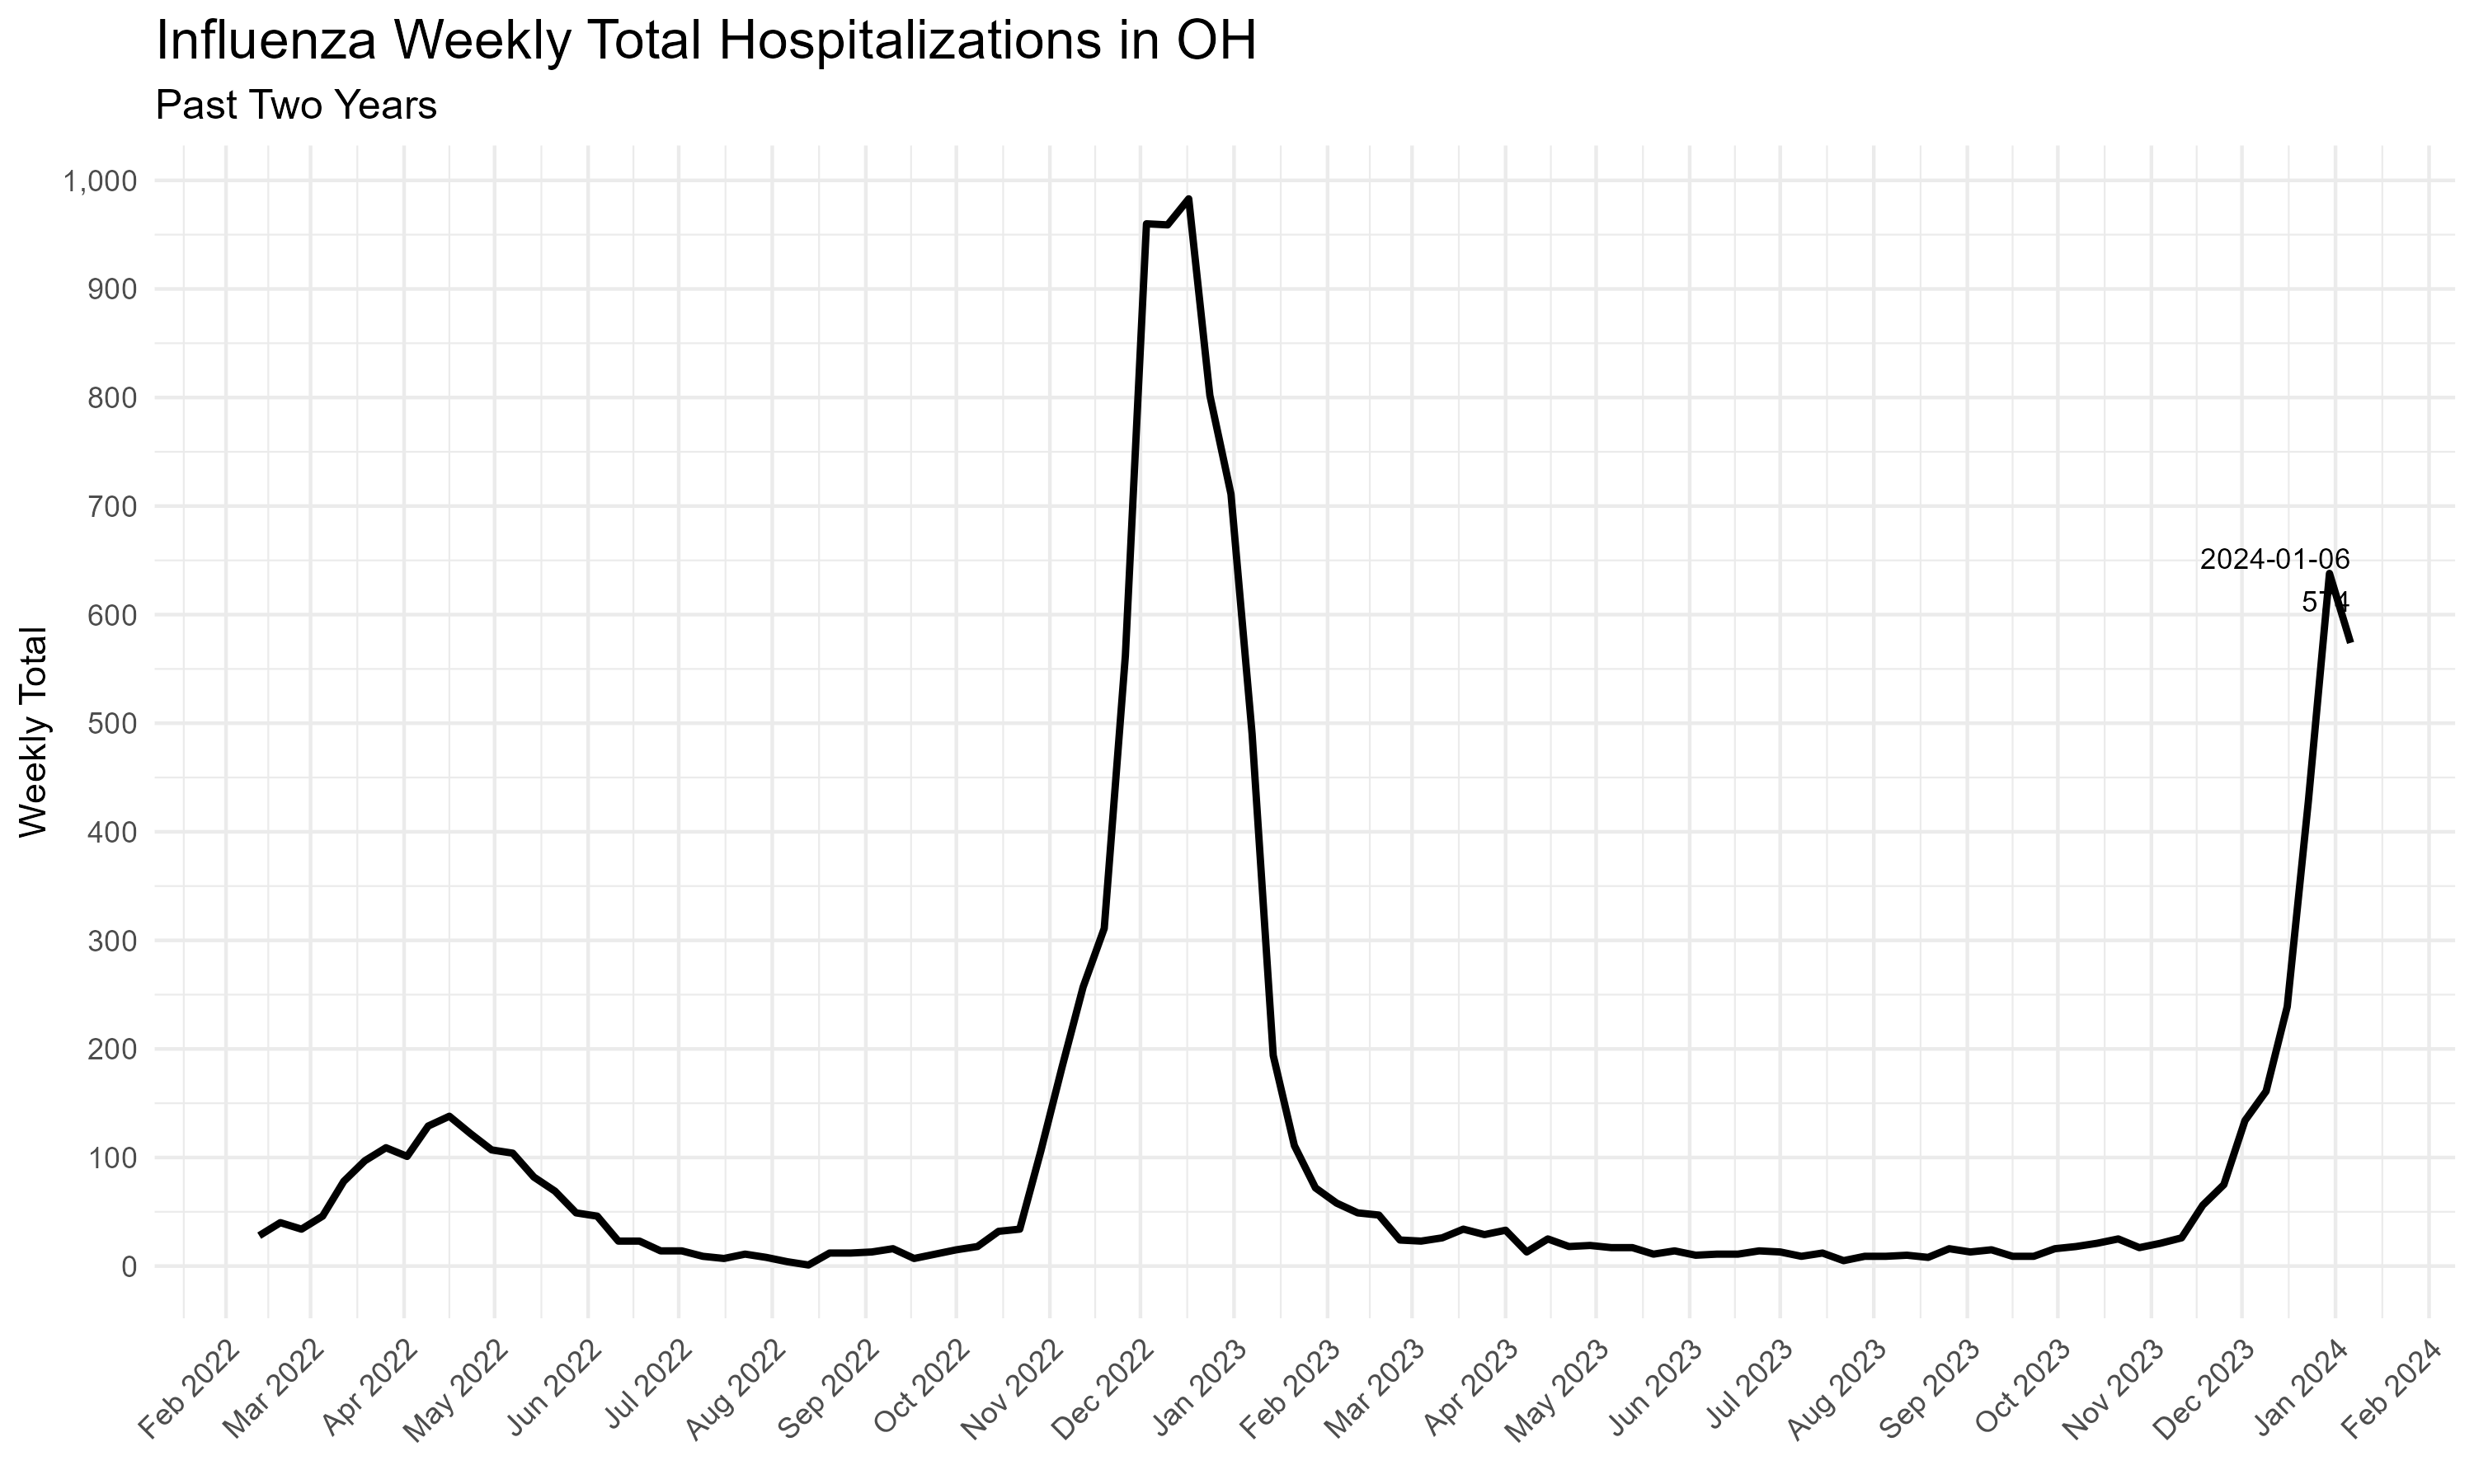 Influenza Weekly Total Hospitalizations in OH
Past Two Years
Weekly Total
1,000
900
800
700
600
500
400
300
200
100
0
2024-01-06
574
Feb 2022
Mar 2022
Apr 2022
May 2022
Jun 2022
Jul 2022
Aug 2022
Sep 2022
Oct 2022
Nov 2022
Dec 2022
Jan 2023
Feb 2023
Mar 2023
Apr 2023
May 2023
Jun 2023
Jul 2023
Aug 2023
Sep 2023
Oct 2023
Nov 2023
Dec 2023
Jan 2024
Feb 2024